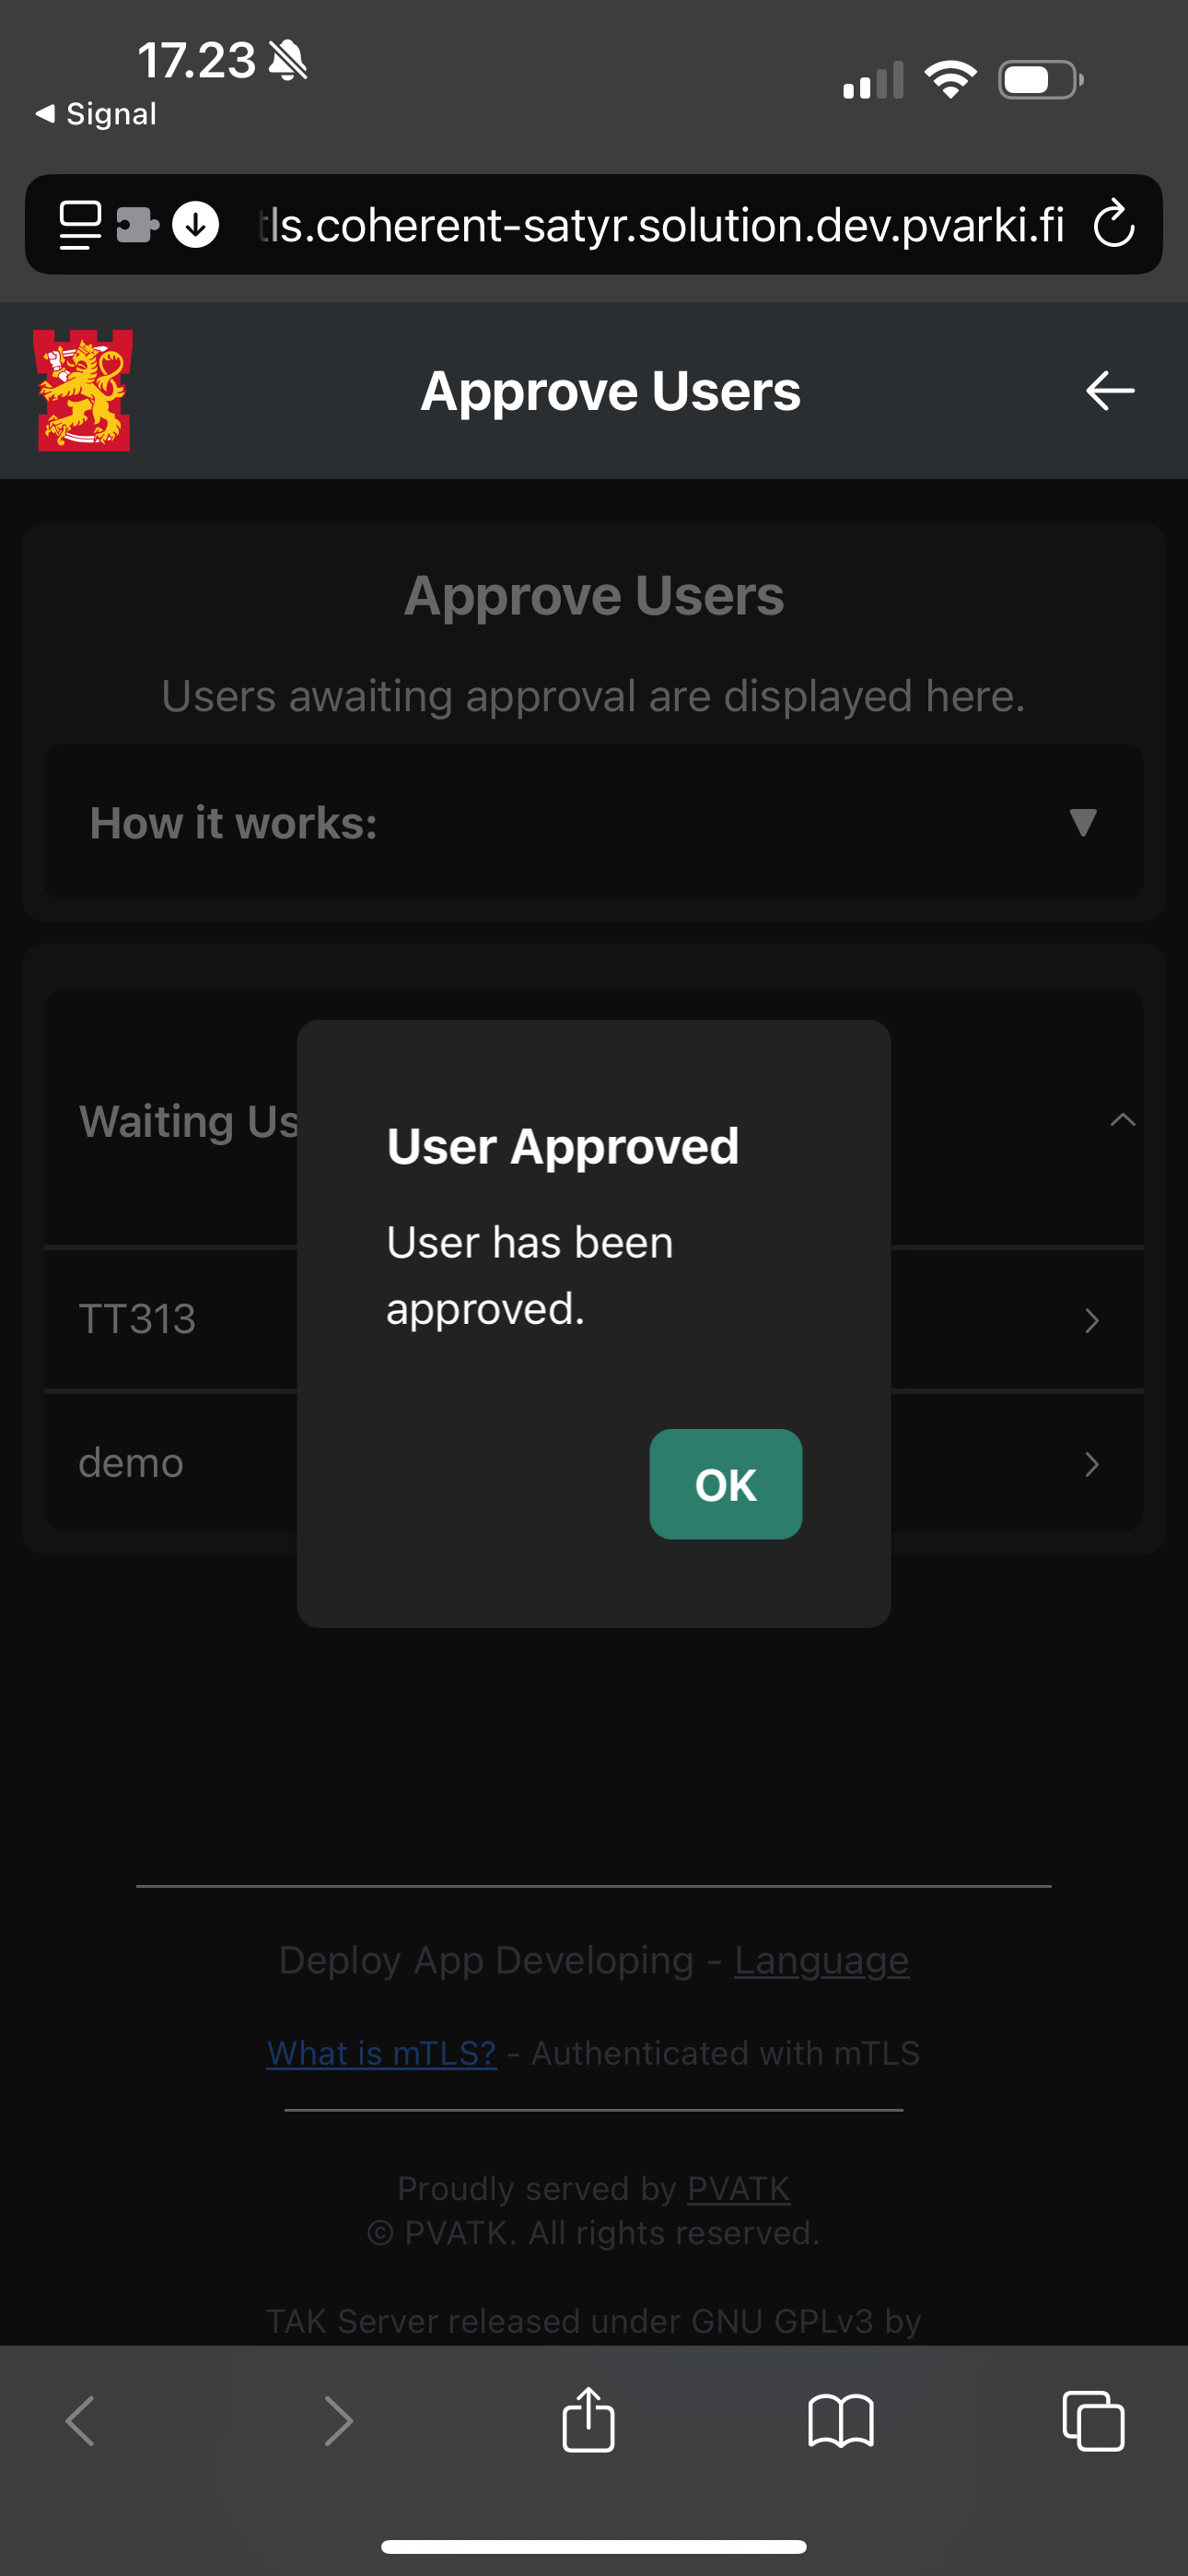 17.23
Signal
tls.coherent-satyr.solution.dev.pvarki.fi
Approve Users
Approve Users
Users awaiting approval are displayed here.
How it works:
Waiting Us
User Approved
User has been
approved.
OK
TT313
demo
Deploy App Developing - Language
What is mTLS? - Authenticated with mTLS
Proudly served by PVATK
© PVATK. All rights reserved.
TAK Server released under GNU GPLv3 by